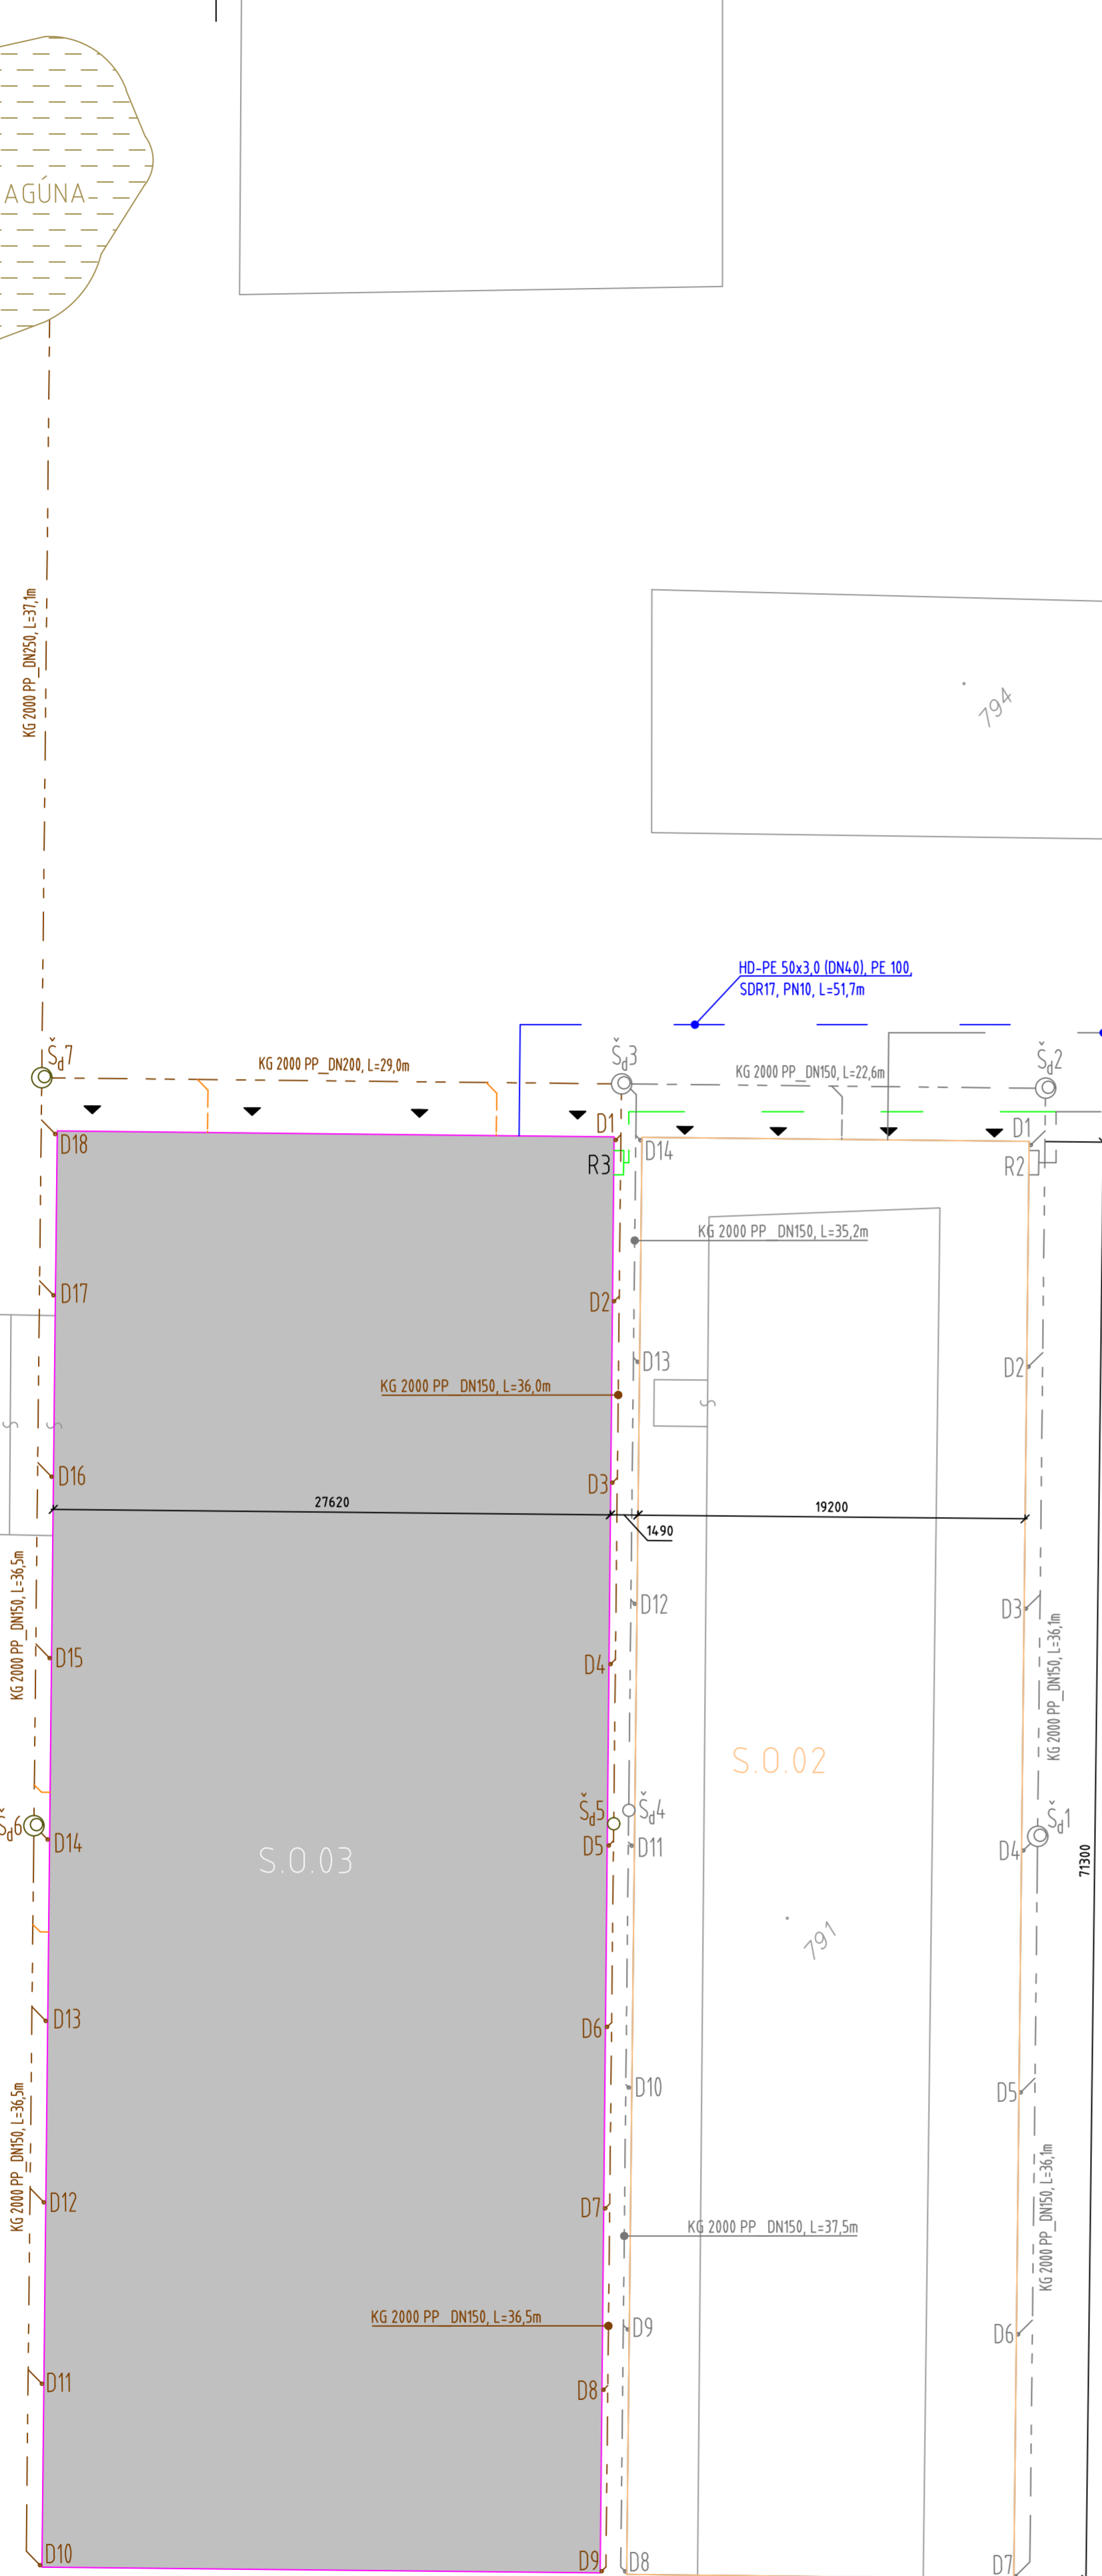 AGÚNA
KG 2000 PP_DN250, L=37,1m
794
HD-PE 50x3,0 (DN40), PE 100,
SDR17, PN10, L=51,7m
Šd7
KG 2000 PP_DN200, L=29,0m
Šd3
KG 2000 PP_DN150, L=22,6m
Šd2
D1
D1
D18
R3
D14
R2
KG 2000 PP_DN150, L=35,2m
D17
D2
D13
D2
KG 2000 PP_DN150, L=36,0m
S
S
S
D16
D3
27620
19200
1490
KG 2000 PP_DN150, L=36,5m
D12
D3
D15
D4
KG 2000 PP_DN150, L=36,1m
S.O.02
Šd6
Šd5
Šd4
Šd1
D14
D5
D11
D4
71300
S.O.03
791
D13
D6
D10
D5
KG 2000 PP_DN150, L=36,5m
D12
D7
KG 2000 PP_DN150, L=36,1m
KG 2000 PP_DN150, L=37,5m
KG 2000 PP_DN150, L=36,5m
D9
D6
D11
D8
D10
D9
D8
D7